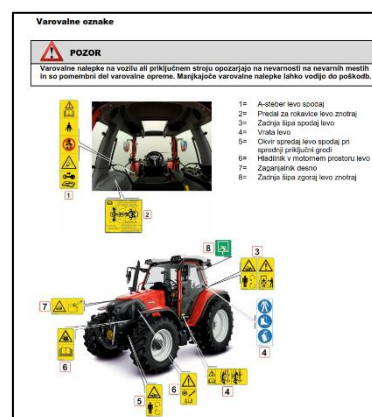 Varovalne oznake
POZOR
Varovalne nalepke na vozilu ali priključnem stroju opozarjajo na nevarnosti na nevarnih mestih
in so pomembni del varovalne opreme. Manjkajoče varovalne nalepke lahko vodijo do poškodb.
1= A-steber levo spodaj
2= Predal za rokavice levo znotraj
3= Zadnja šipa spodaj levo
4= Vrata levo
5= Okvir spredaj levo spodaj pri
sprednji priključni gredi
6= Hladilnik v motornem prostoru levo
7= Zaganjalnik desno
8= Zadnja šipa zgoraj levo znotraj
1
2
8
3
7
6
4
5
6
4